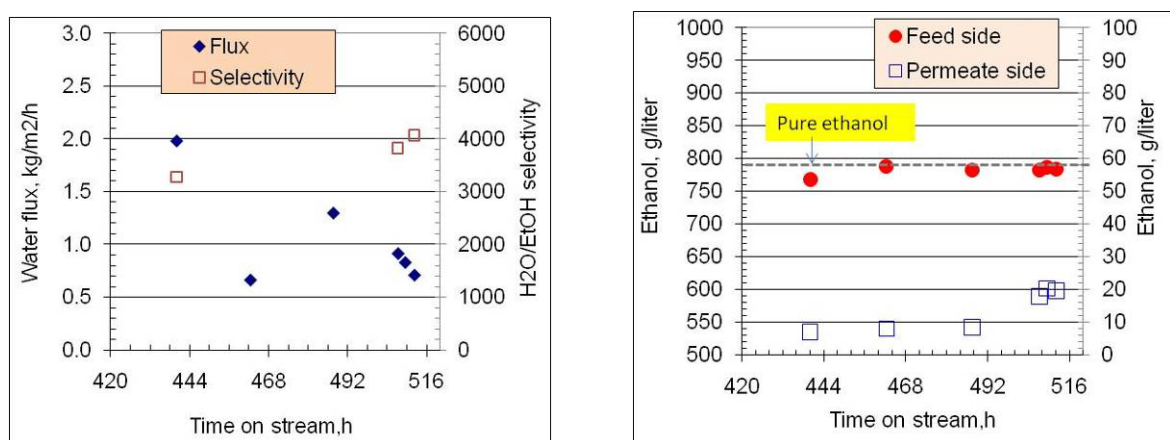 Water flux, kg/m2/h
3.0
2.5
2.0
1.5
1.0
0.5
0.0
Flux
Selectivity
6000
5000
4000
3000
2000
1000
0
H2O/EtOH selectivity
420 444 468 492 516
Time on stream,h
Ethanol, g/liter
1000
950
900
850
800
750
700
650
600
550
500
Feed side
Permeate side
Pure ethanol
100
90
80
70
60
50
40
30
20
10
0
Ethanol, g/liter
420 444 468 492 516
Time on stream,h